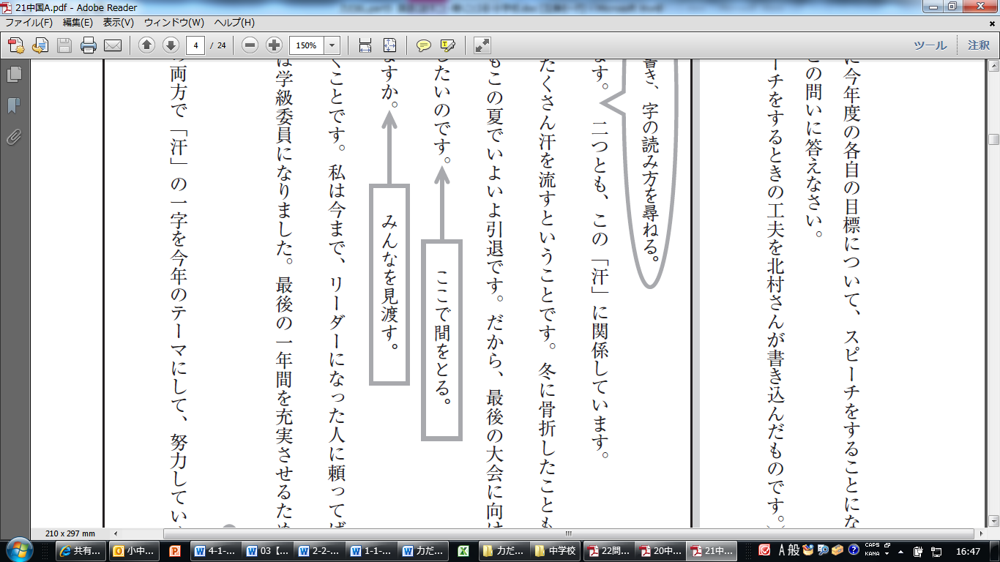 21中国A.pdf - Adobe Reader
ファイル(F) 編集(E) 表示(V) ウィンドウ(W) ヘルプ(H)
4 / 24 150% ツール 注釈
に今年度の各自の目標について、スピーチをすることにな
の問いに答えなさい。
ーチをするときの工夫を北村さんが書き込んだものです。
書き、字の読み方を尋ねる。
ます。 二つとも、この「汗」に関係しています。
たくさん汗を流すということです。冬に骨折したことも
もこの夏でいよいよ引退です。だから、最後の大会に向け
したいのです。
ここで間をとる。
ますか。
みんなを見渡す。
くことです。私は今まで、リーダーになった人に頼ってば
は学級委員になりました。最後の一年間を充実させるため
の両方で「汗」の一字を今年のテーマにして、努力してい
210 x 297 mm
共有... 小中... 4-1-... 03【... 2-2-... 1-1-... 力だ... 力だ... 中学校 22問... 20中... 21中... A 般 CAPS KANA 16:47